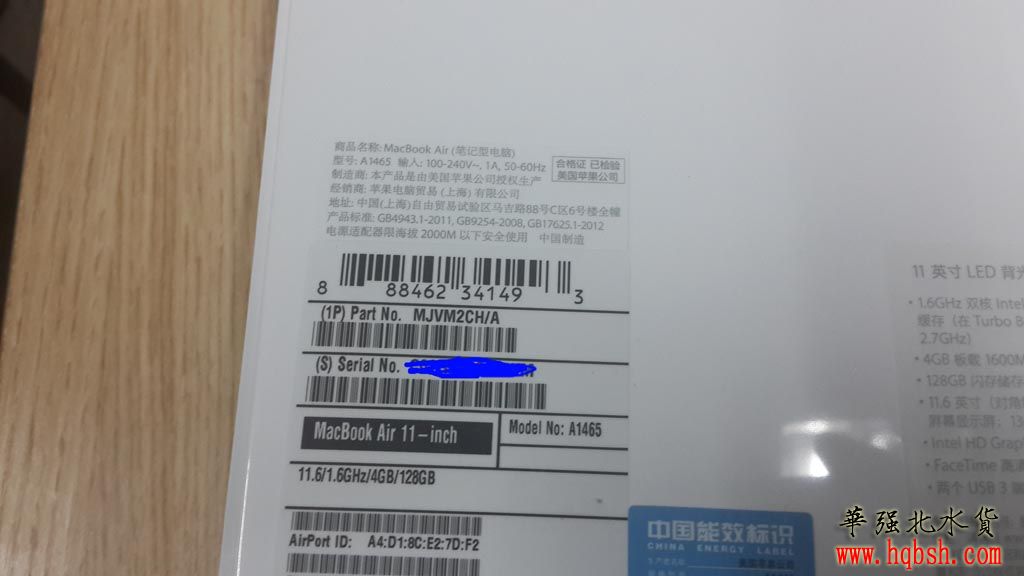 商品名称: MacBook Air (笔记型电脑)
型号: A1465 输入: 100-240V~, 1A, 50-60Hz
制造商: 本产品是由美国苹果公司授权生产
经销商: 苹果电脑贸易 (上海) 有限公司
地址: 中国(上海)自由贸易试验区马吉路88号C区6号楼全幢
产品标准: GB4943.1-2011, GB9254-2008, GB17625.1-2012
电源适配器限海拔 2000M 以下安全使用 中国制造
合格证 已检验
美国苹果公司
8 88462 34149 3
(1P) Part No. MJVM2CH/A
(S) Serial No.
MacBook Air 11-inch
Model No: A1465
11.6/1.6GHz/4GB/128GB
AirPort ID: A4:D1:8C:E2:7D:F2
11 英寸 LED 背光
• 1.6GHz 双核 Intel
缓存（在 Turbo B
2.7GHz）
• 4GB 板载 1600M
• 128GB 闪存储存
• 11.6 英寸（对角
屏幕显示屏：13
• Intel HD Grap
• FaceTime 高清
• 两个 USB 3 端
中国能效标识
CHINA ENERGY LABEL
美国苹果公司
華强北水貨
www.hqbsh.com